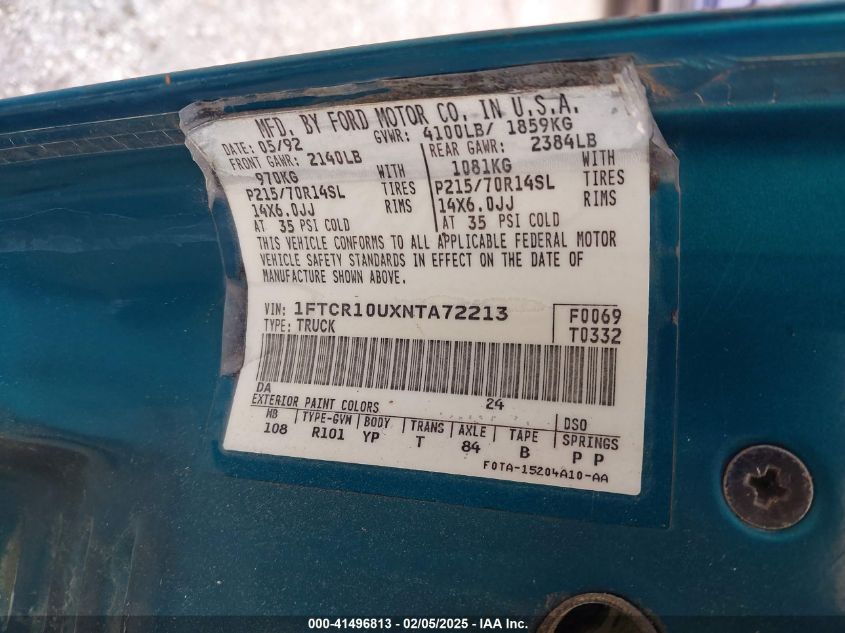 MFD. BY FORD MOTOR CO. IN U.S.A.
DATE: 05/92 GVWR: 4100LB/ 1859KG
FRONT GAWR: 2140LB REAR GAWR: 2384LB
970KG WITH 1081KG WITH
P215/70R14SL TIRES P215/70R14SL TIRES
14X6.0JJ RIMS 14X6.0JJ RIMS
AT 35 PSI COLD AT 35 PSI COLD
THIS VEHICLE CONFORMS TO ALL APPLICABLE FEDERAL MOTOR
VEHICLE SAFETY STANDARDS IN EFFECT ON THE DATE OF
MANUFACTURE SHOWN ABOVE.
VIN: 1FTCR10UXNTA72213 F0069
TYPE: TRUCK T0332
DA 24
EXTERIOR PAINT COLORS DSO
WB TYPE-GVW BODY TRANS AXLE TAPE SPRINGS
108 R101 YP T 84 B P P
F0TA-15204A10-AA
000-41496813 - 02/05/2025 - IEAA, Inc.